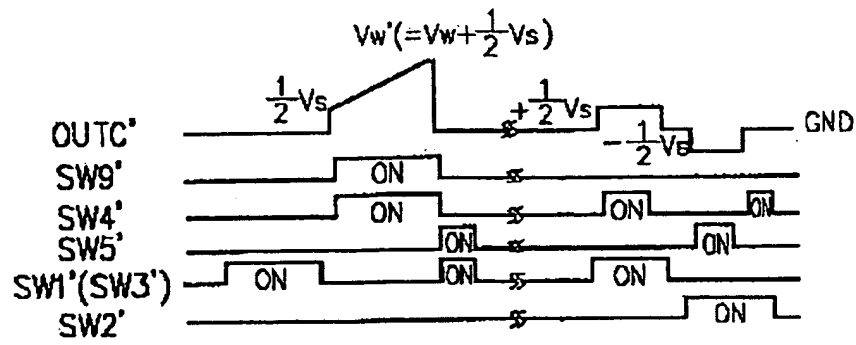 Vw'(=Vw+1/2Vs)
1/2Vs
+1/2Vs
GND
OUTC'
-1/2Vs
SW9'
ON
SW4'
ON
ON
ON
SW5'
ON
ON
SW1'(SW3')
ON
ON
ON
SW2'
ON